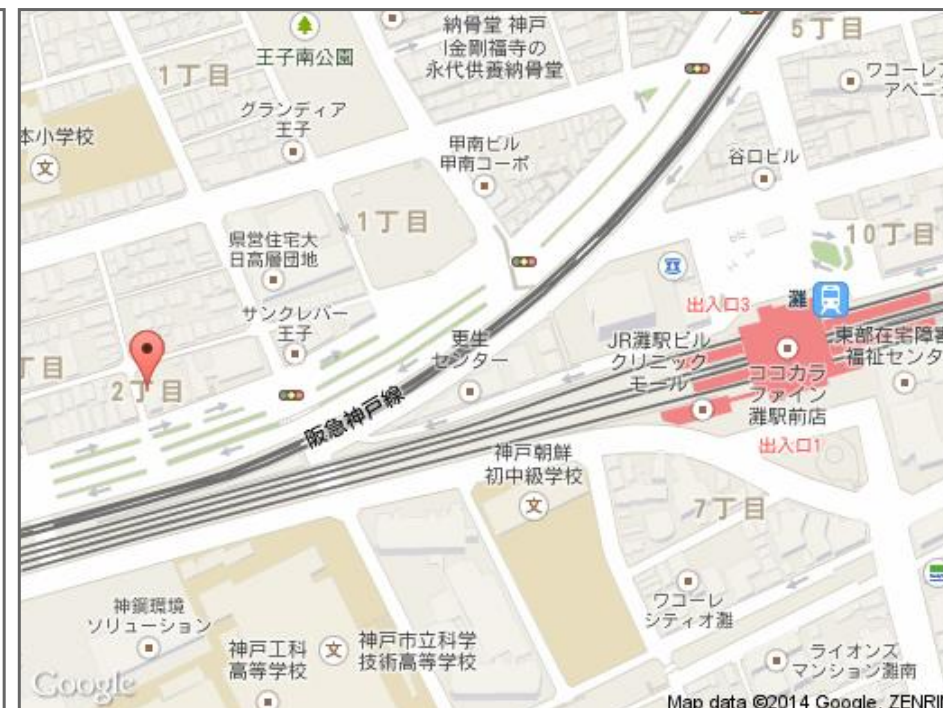 納骨堂 神戸
|金剛福寺の
永代供養納骨堂
5丁目
王子南公園
1丁目
ワコーレア
アベニ
グランディア
王子
本小学校
文
甲南ビル
甲南コーポ
谷口ビル
1丁目
10丁目
県営住宅大
日高層団地
灘
出入口3
サンクレバー
王子
更生
センター
JR灘駅ビル
クリニック
モール
東部在宅障害
福祉センタ
丁目
2丁目
ココカラ
ファイン
灘駅前店
阪急神戸線
出入口1
神戸朝鮮
初中級学校
文
7丁目
ワコーレ
シティオ灘
神鋼環境
ソリューション
神戸工科
高等学校
文
神戸市立科学
技術高等学校
ライオンズ
マンション灘南
Google
Map data ©2014 Google, ZENRI